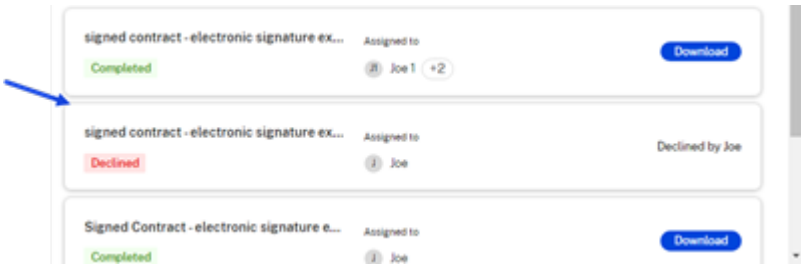 signed contract - electronic signature ex...
Assigned to
Completed
J1 Joe 1 +2
Download
signed contract - electronic signature ex...
Assigned to
Declined
J Joe
Declined by Joe
Signed Contract - electronic signature e...
Assigned to
Completed
J Joe
Download